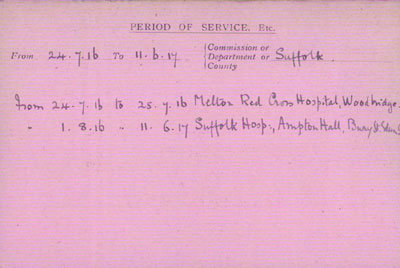 PERIOD OF SERVICE, Etc.
From 24.7.16 To 11.6.17 { Commission or Department or County Suffolk.
From 24.7.16 to 25.7.16 Melton Red Cross Hospital, Woodbridge.
" 1.8.16 - 11.6.17 Suffolk Hosp., Ampton Hall, Bury St